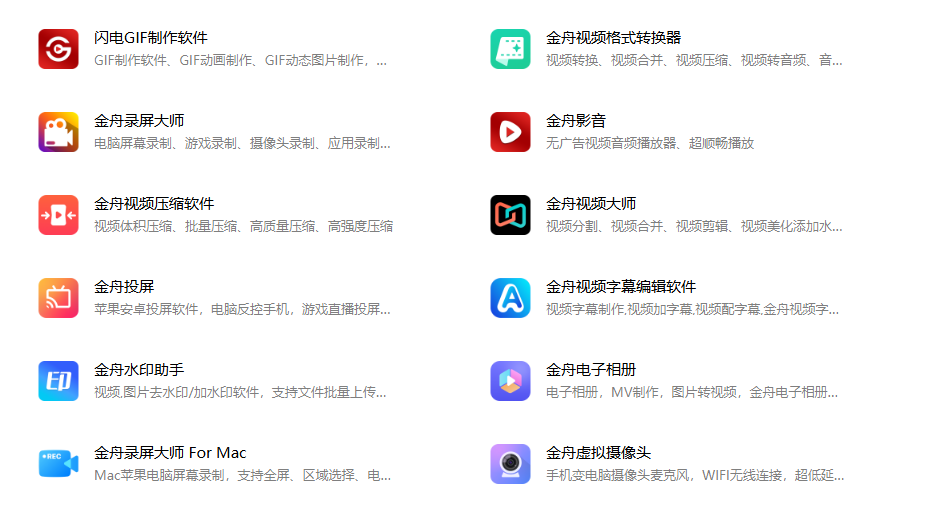 闪电GIF制作软件
GIF制作软件、GIF动画制作、GIF动态图片制作，...
金舟视频格式转换器
视频转换、视频合并、视频压缩、视频转音频、音...
金舟录屏大师
电脑屏幕录制、游戏录制、摄像头录制、应用录制...
金舟影音
无广告视频音频播放器、超顺畅播放
金舟视频压缩软件
视频体积压缩、批量压缩、高质量压缩、高强度压缩
金舟视频大师
视频分割、视频合并、视频剪辑、视频美化添加水...
金舟投屏
苹果安卓投屏软件，电脑反控手机，游戏直播投屏...
金舟视频字幕编辑软件
视频字幕制作,视频加字幕,视频配字幕,金舟视频字...
印
金舟水印助手
视频,图片去水印/加水印软件，支持文件批量上传...
金舟电子相册
电子相册，MV制作，图片转视频，金舟电子相册...
REC
金舟录屏大师 For Mac
Mac苹果电脑屏幕录制，支持全屏、区域选择、电...
金舟虚拟摄像头
手机变电脑摄像头麦克风，WIFI无线连接，超低延...